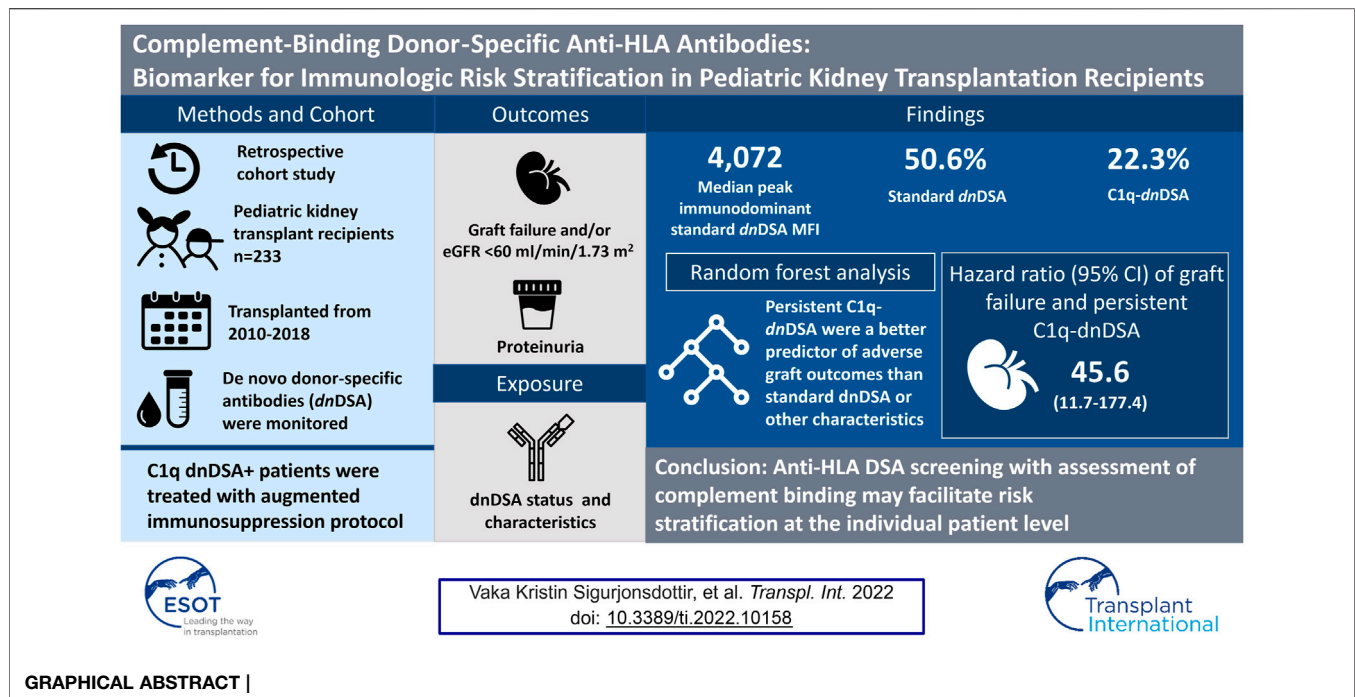 Complement-Binding Donor-Specific Anti-HLA Antibodies:
Biomarker for Immunologic Risk Stratification in Pediatric Kidney Transplantation Recipients
Methods and Cohort
Retrospective
cohort study
Pediatric kidney
transplant recipients
n=233
Transplanted from
2010-2018
De novo donor-specific
antibodies (dnDSA)
were monitored
C1q dnDSA+ patients were
treated with augmented
immunosuppression protocol
Outcomes
Graft failure and/or
eGFR <60 ml/min/1.73 m²
Proteinuria
Exposure
dnDSA status and
characteristics
Findings
4,072
Median peak
immunodominant
standard dnDSA MFI
50.6%
Standard dnDSA
22.3%
C1q-dnDSA
Random forest analysis
Persistent C1q-
dnDSA were a better
predictor of adverse
graft outcomes than
standard dnDSA or
other characteristics
Hazard ratio (95% CI) of graft
failure and persistent
C1q-dnDSA
45.6
(11.7-177.4)
Conclusion: Anti-HLA DSA screening with assessment of
complement binding may facilitate risk
stratification at the individual patient level
ESOT
Leading the way
in transplantation
Vaka Kristin Sigurjonsdottir, et al. Transpl. Int. 2022
doi: 10.3389/ti.2022.10158
Transplant
International
GRAPHICAL ABSTRACT |